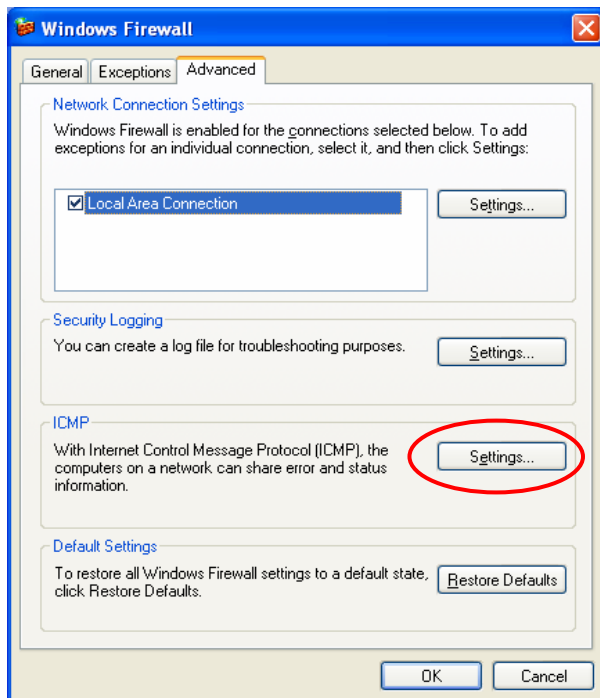 Windows Firewall
General Exceptions Advanced
Network Connection Settings
Windows Firewall is enabled for the connections selected below. To add
exceptions for an individual connection, select it, and then click Settings:
Local Area Connection
Settings...
Security Logging
You can create a log file for troubleshooting purposes.
Settings...
ICMP
With Internet Control Message Protocol (ICMP), the
computers on a network can share error and status
information.
Settings...
Default Settings
To restore all Windows Firewall settings to a default state,
click Restore Defaults.
Restore Defaults
OK Cancel